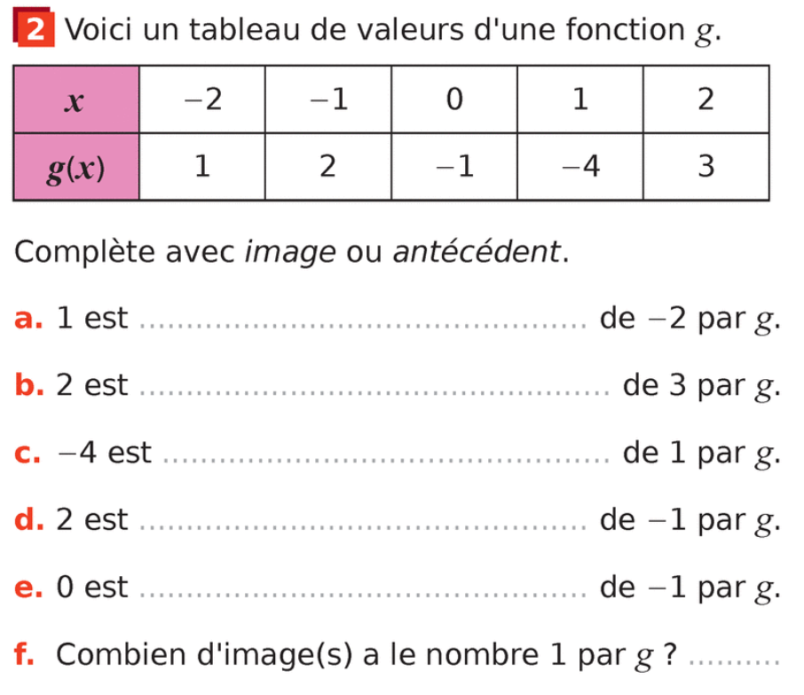 2 Voici un tableau de valeurs d'une fonction g.
x −2 −1 0 1 2
g(x) 1 2 −1 −4 3
Complète avec image ou antécédent.
a. 1 est ................................................ de −2 par g.
b. 2 est .................................................. de 3 par g.
c. −4 est ................................................ de 1 par g.
d. 2 est ................................................ de −1 par g.
e. 0 est ................................................ de −1 par g.
f. Combien d'image(s) a le nombre 1 par g ? ..........